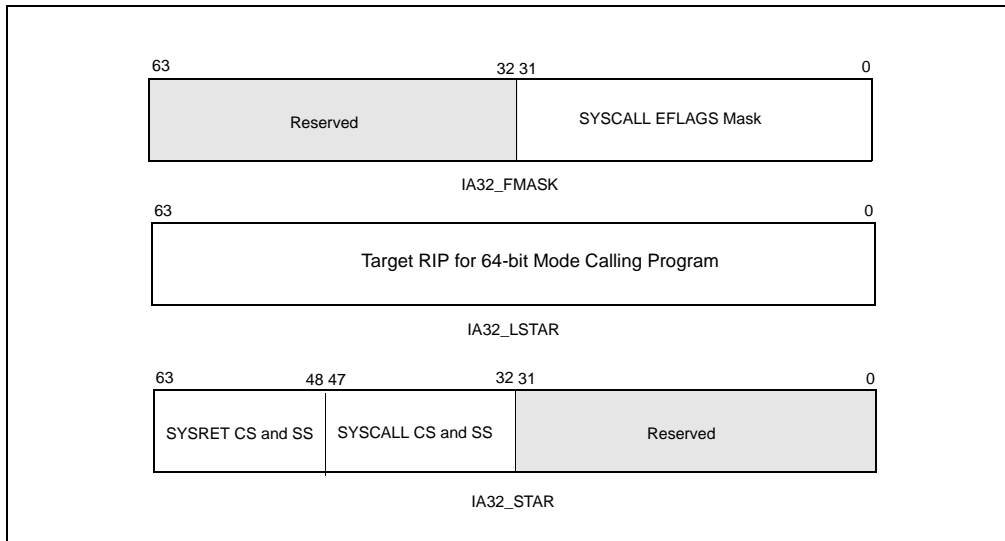 63 32 31 0
Reserved SYSCALL EFLAGS Mask
IA32_FMASK
63 0
Target RIP for 64-bit Mode Calling Program
IA32_LSTAR
63 48 47 32 31 0
SYSRET CS and SS SYSCALL CS and SS Reserved
IA32_STAR